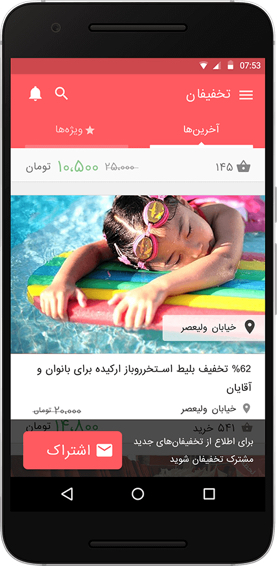 07:53
تخفیفان
آخرین‌ها
ویژه‌ها
۱۴۵
۲۵،۰۰۰ ۱۰،۵۰۰ تومان
خیابان ولیعصر
62% تخفیف بلیط استخرروباز ارکیده برای بانوان و
آقایان
خیابان ولیعصر
۲۰،۰۰۰ تومان
۵۴۱ خرید
۱۴،۸۰۰ تومان
برای اطلاع از تخفیفان‌های جدید
مشترک تخفیفان شوید
اشتراک